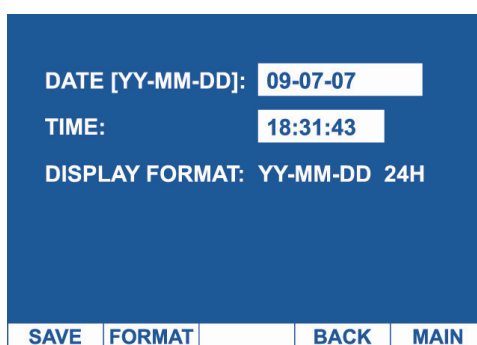 DATE [YY-MM-DD]: 09-07-07
TIME: 18:31:43
DISPLAY FORMAT: YY-MM-DD 24H
SAVE FORMAT BACK MAIN